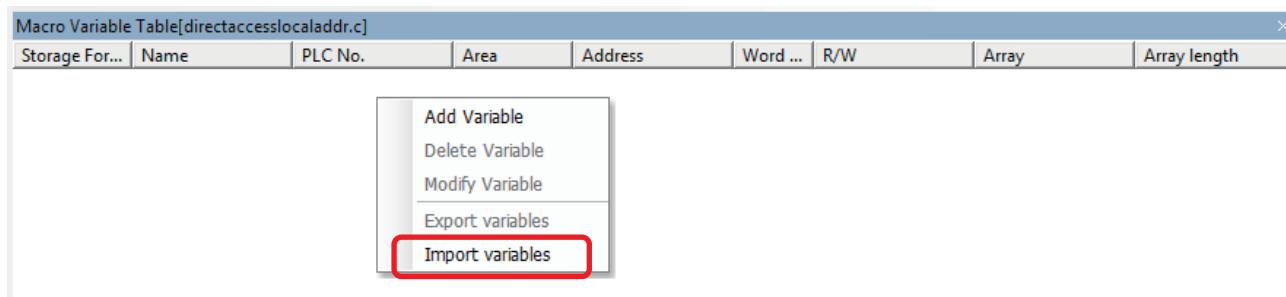 Macro Variable Table[directaccesslocaladdr.c]
Storage For... Name PLC No. Area Address Word ... R/W Array Array length
Add Variable
Delete Variable
Modify Variable
Export variables
Import variables